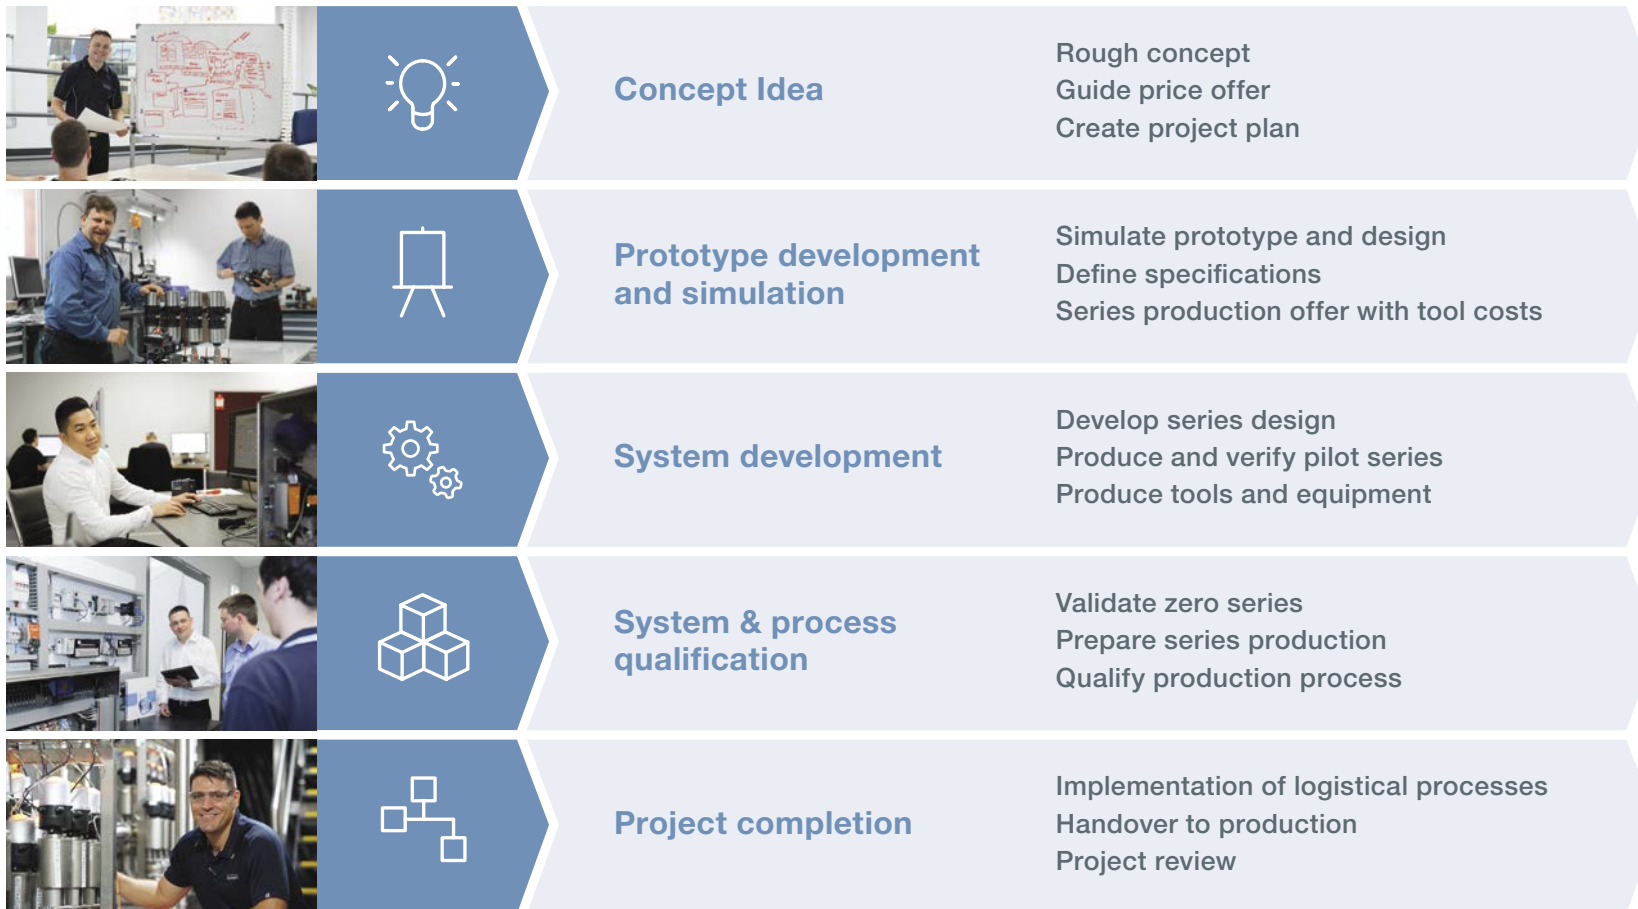 Concept Idea
Rough concept
Guide price offer
Create project plan
Prototype development
and simulation
Simulate prototype and design
Define specifications
Series production offer with tool costs
System development
Develop series design
Produce and verify pilot series
Produce tools and equipment
System & process
qualification
Validate zero series
Prepare series production
Qualify production process
Project completion
Implementation of logistical processes
Handover to production
Project review